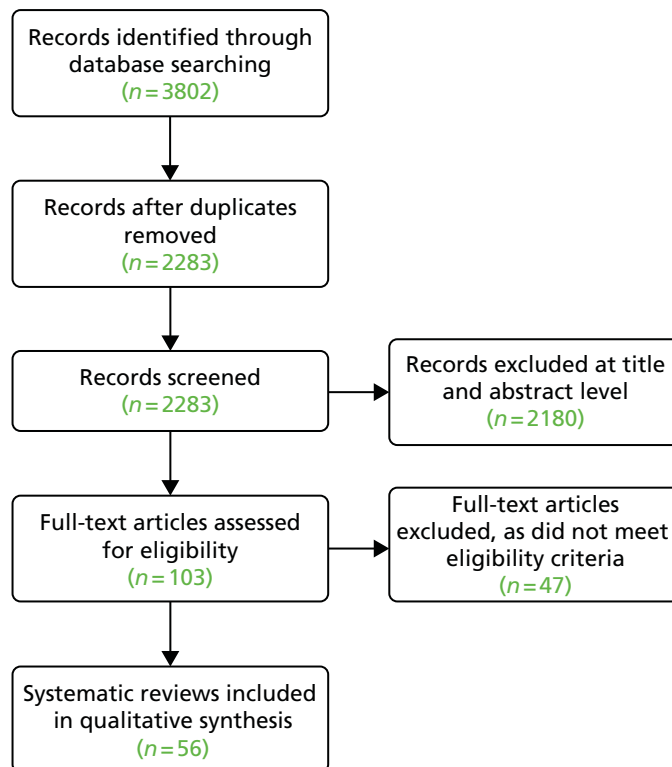 Records identified through
database searching
(n=3802)
Records after duplicates
removed
(n=2283)
Records screened
(n=2283)
Records excluded at title
and abstract level
(n=2180)
Full-text articles assessed
for eligibility
(n=103)
Full-text articles
excluded, as did not meet
eligibility criteria
(n=47)
Systematic reviews included
in qualitative synthesis
(n=56)